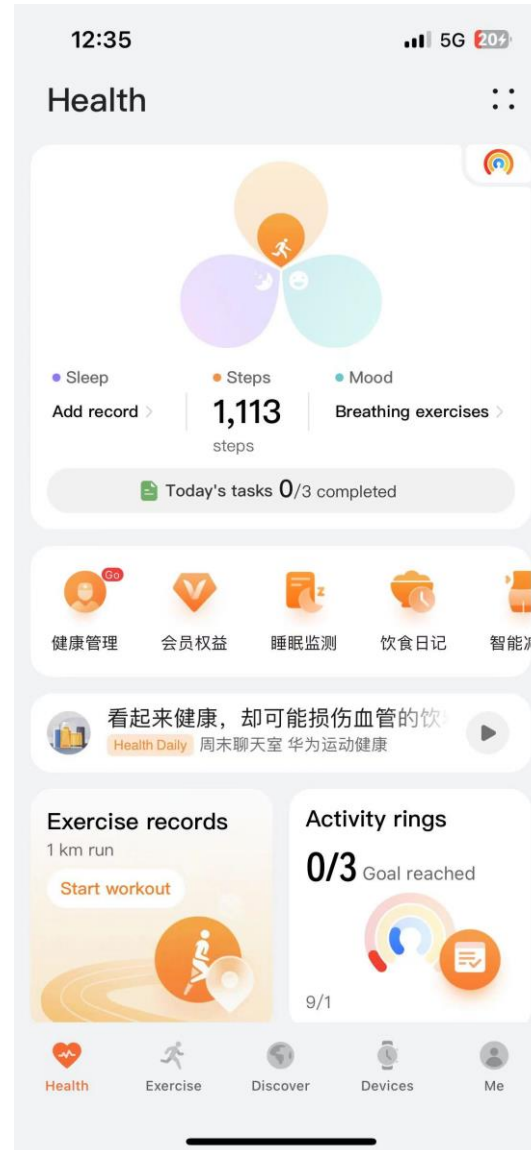 12:35
5G 20
Health
Sleep
Steps
Mood
Add record
1,113
Breathing exercises
steps
Today's tasks 0/3 completed
Go
健康管理
会员权益
睡眠监测
饮食日记
智能
看起来健康，却可能损伤血管的饮
Health Daily 周末聊天室 华为运动健康
Exercise records
1 km run
Start workout
Activity rings
0/3 Goal reached
9/1
Health
Exercise
Discover
Devices
Me